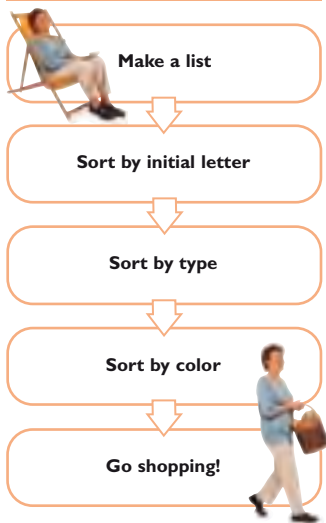 Make a list
Sort by initial letter
Sort by type
Sort by color
Go shopping!